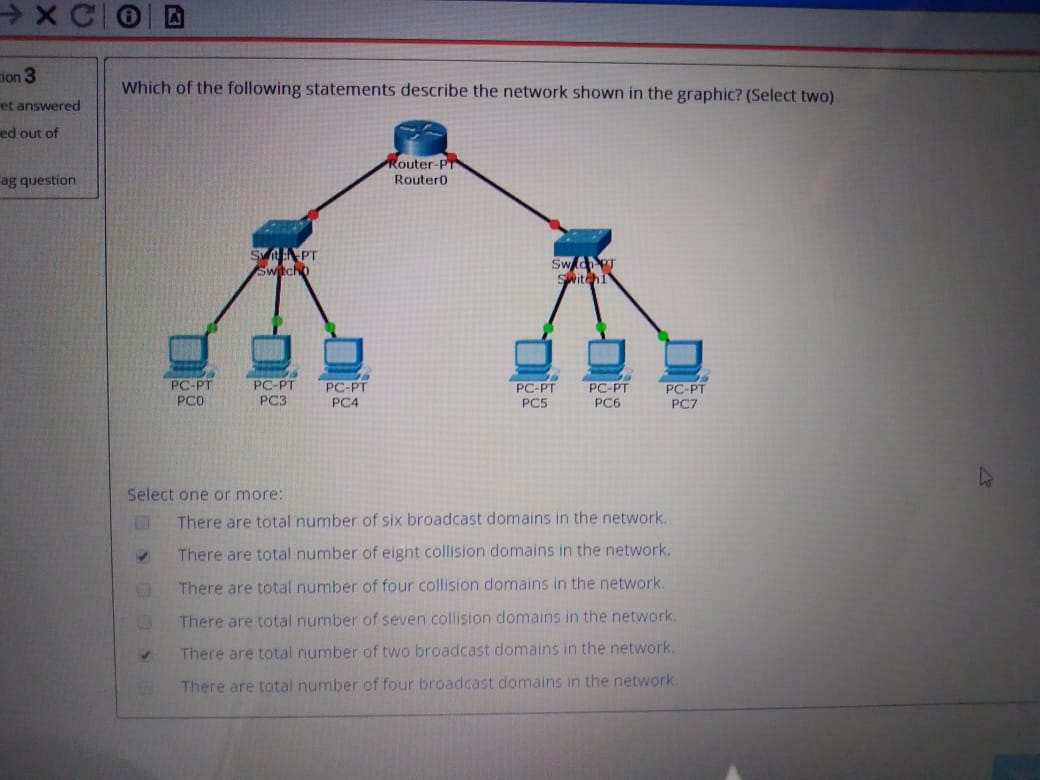 ion 3
et answered
ed out of
ag question
Which of the following statements describe the network shown in the graphic? (Select two)
Router-PT
Router0
Switch-PT
Switch0
Switch-PT
Switch1
PC-PT
PC0
PC-PT
PC3
PC-PT
PC4
PC-PT
PC5
PC-PT
PC6
PC-PT
PC7
Select one or more:
There are total number of six broadcast domains in the network.
There are total number of eight collision domains in the network.
There are total number of four collision domains in the network.
There are total number of seven collision domains in the network.
There are total number of two broadcast domains in the network.
There are total number of four broadcast domains in the network.